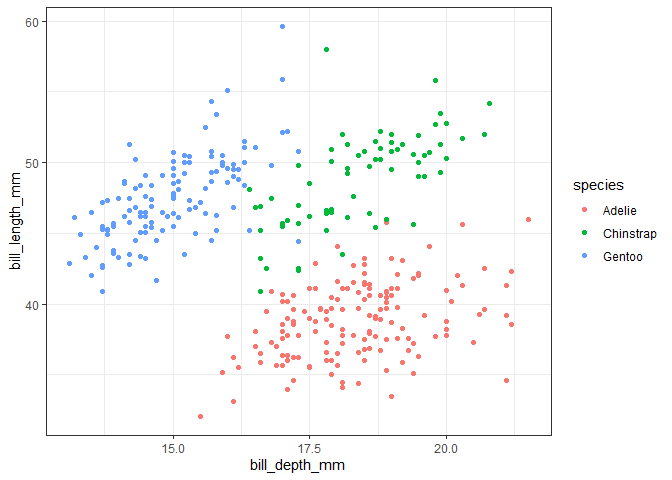 60
50
40
bill_length_mm
15.0
17.5
20.0
bill_depth_mm
species
Adelie
Chinstrap
Gentoo